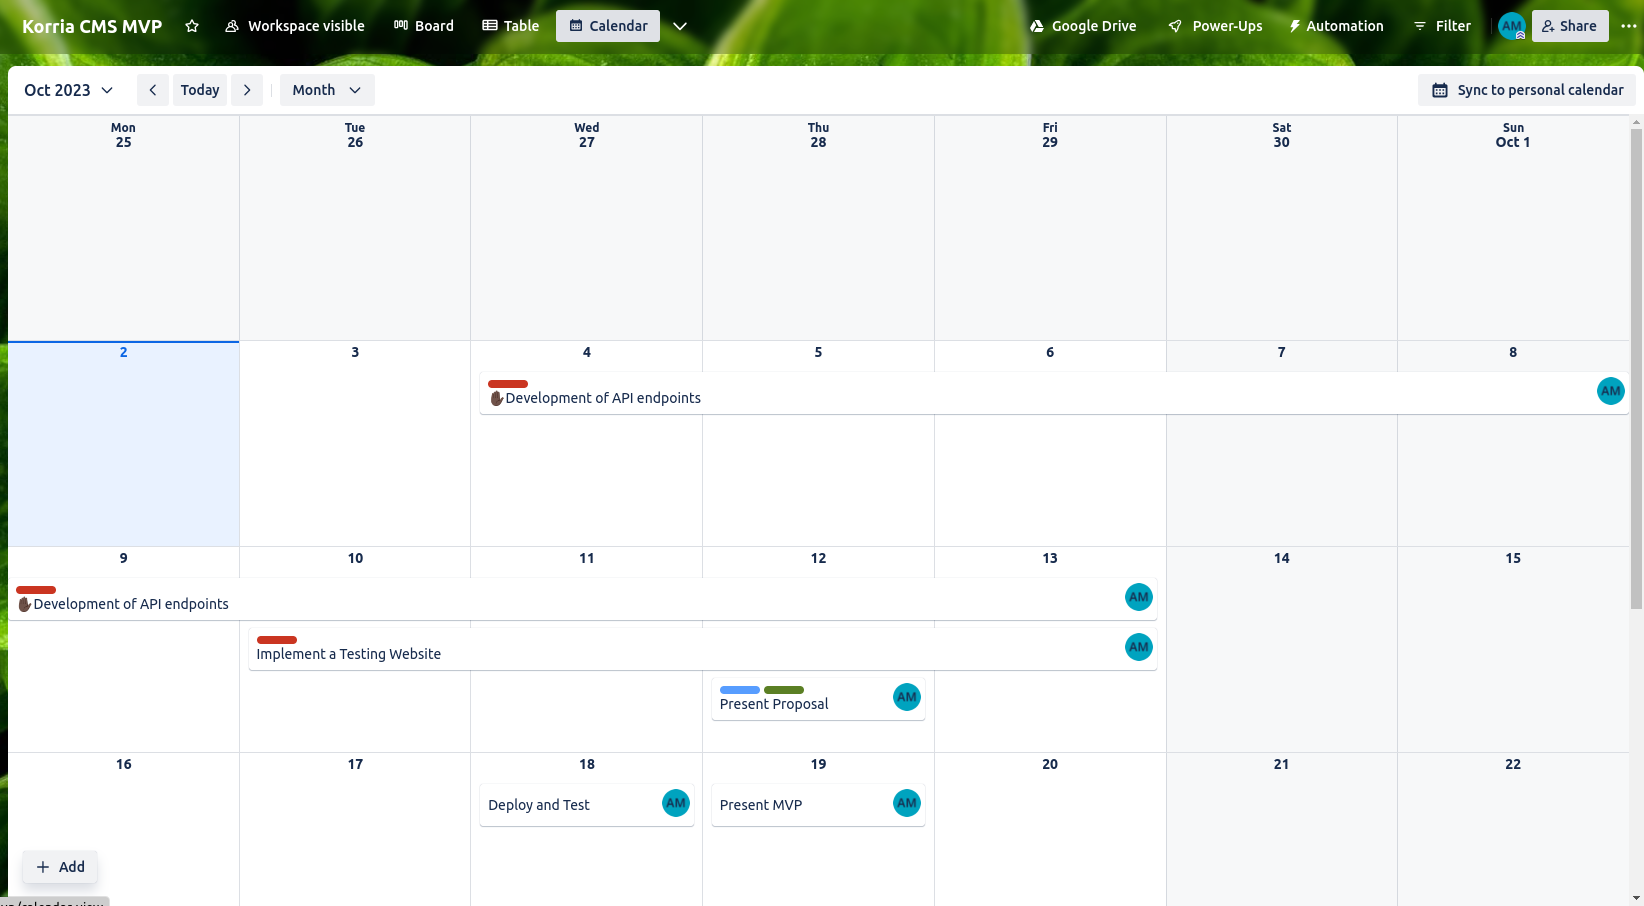 Korria CMS MVP Workspace visible Board Table Calendar Google Drive Power-Ups Automation Filter AM Share
Oct 2023 Today Month Sync to personal calendar
Mon Tue Wed Thu Fri Sat Sun
25 26 27 28 29 30 Oct 1
2 3 4 5 6 7 8
Development of API endpoints AM
9 10 11 12 13 14 15
Development of API endpoints AM
Implement a Testing Website AM
Present Proposal AM
16 17 18 19 20 21 22
Deploy and Test AM Present MVP AM
Add